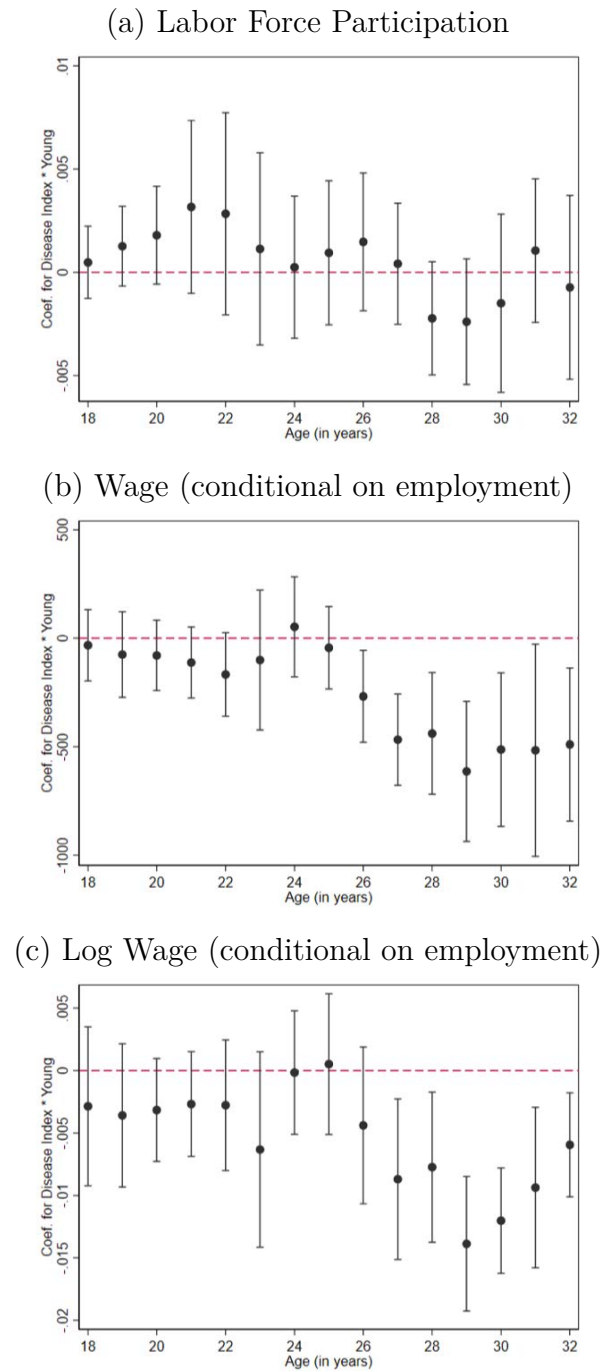 (a) Labor Force Participation
Coef. for Disease Index * Young
.01
.005
0
-.005
18 20 22 24 26 28 30 32
Age (in years)
(b) Wage (conditional on employment)
Coef. for Disease Index * Young
500
0
-500
-1000
18 20 22 24 26 28 30 32
Age (in years)
(c) Log Wage (conditional on employment)
Coef. for Disease Index * Young
.005
0
-.005
-.01
-.015
-.02
18 20 22 24 26 28 30 32
Age (in years)